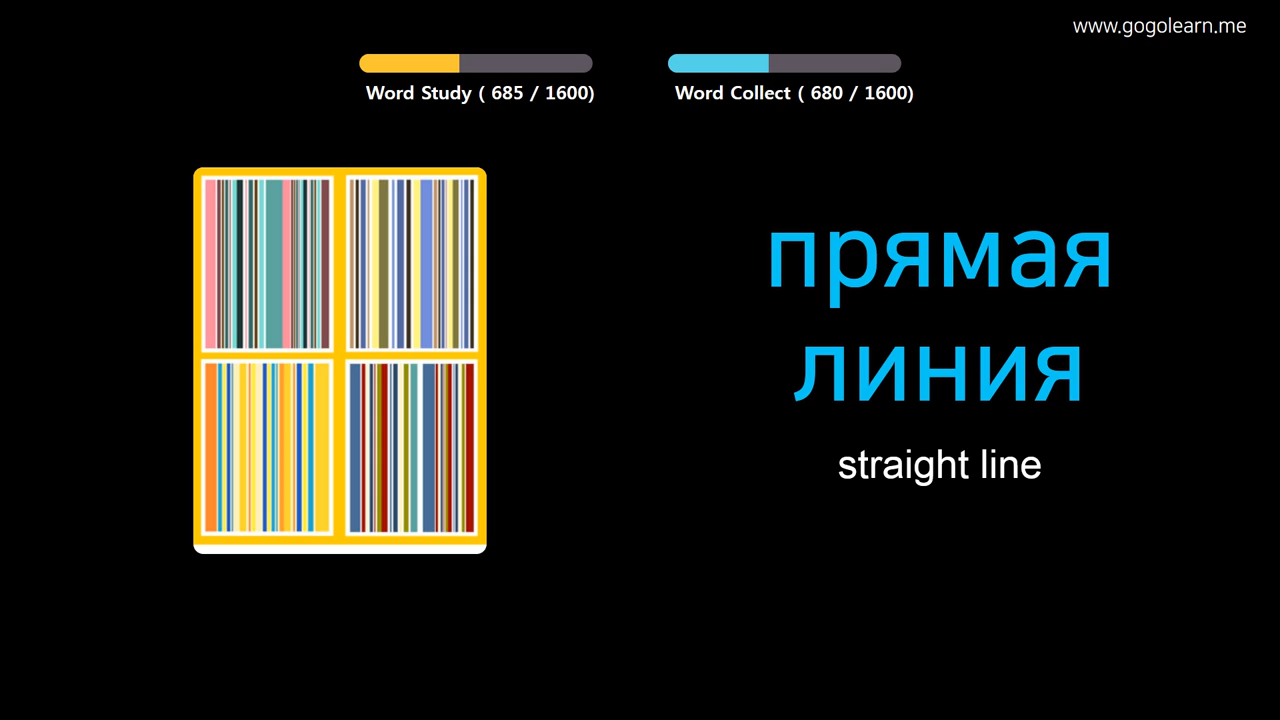 www.gogolearn.me
Word Study ( 685 / 1600)
Word Collect ( 680 / 1600)
прямая
линия
straight line